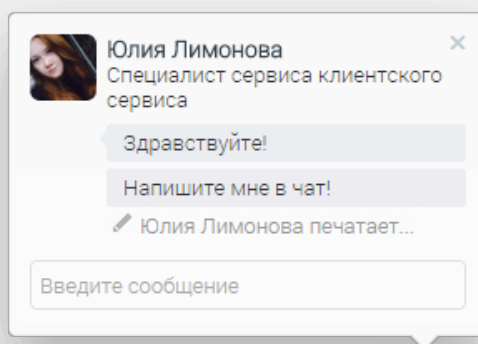 Юлия Лимонова
Специалист сервиса клиентского
сервиса
Здравствуйте!
Напишите мне в чат!
Юлия Лимонова печатает...
Введите сообщение